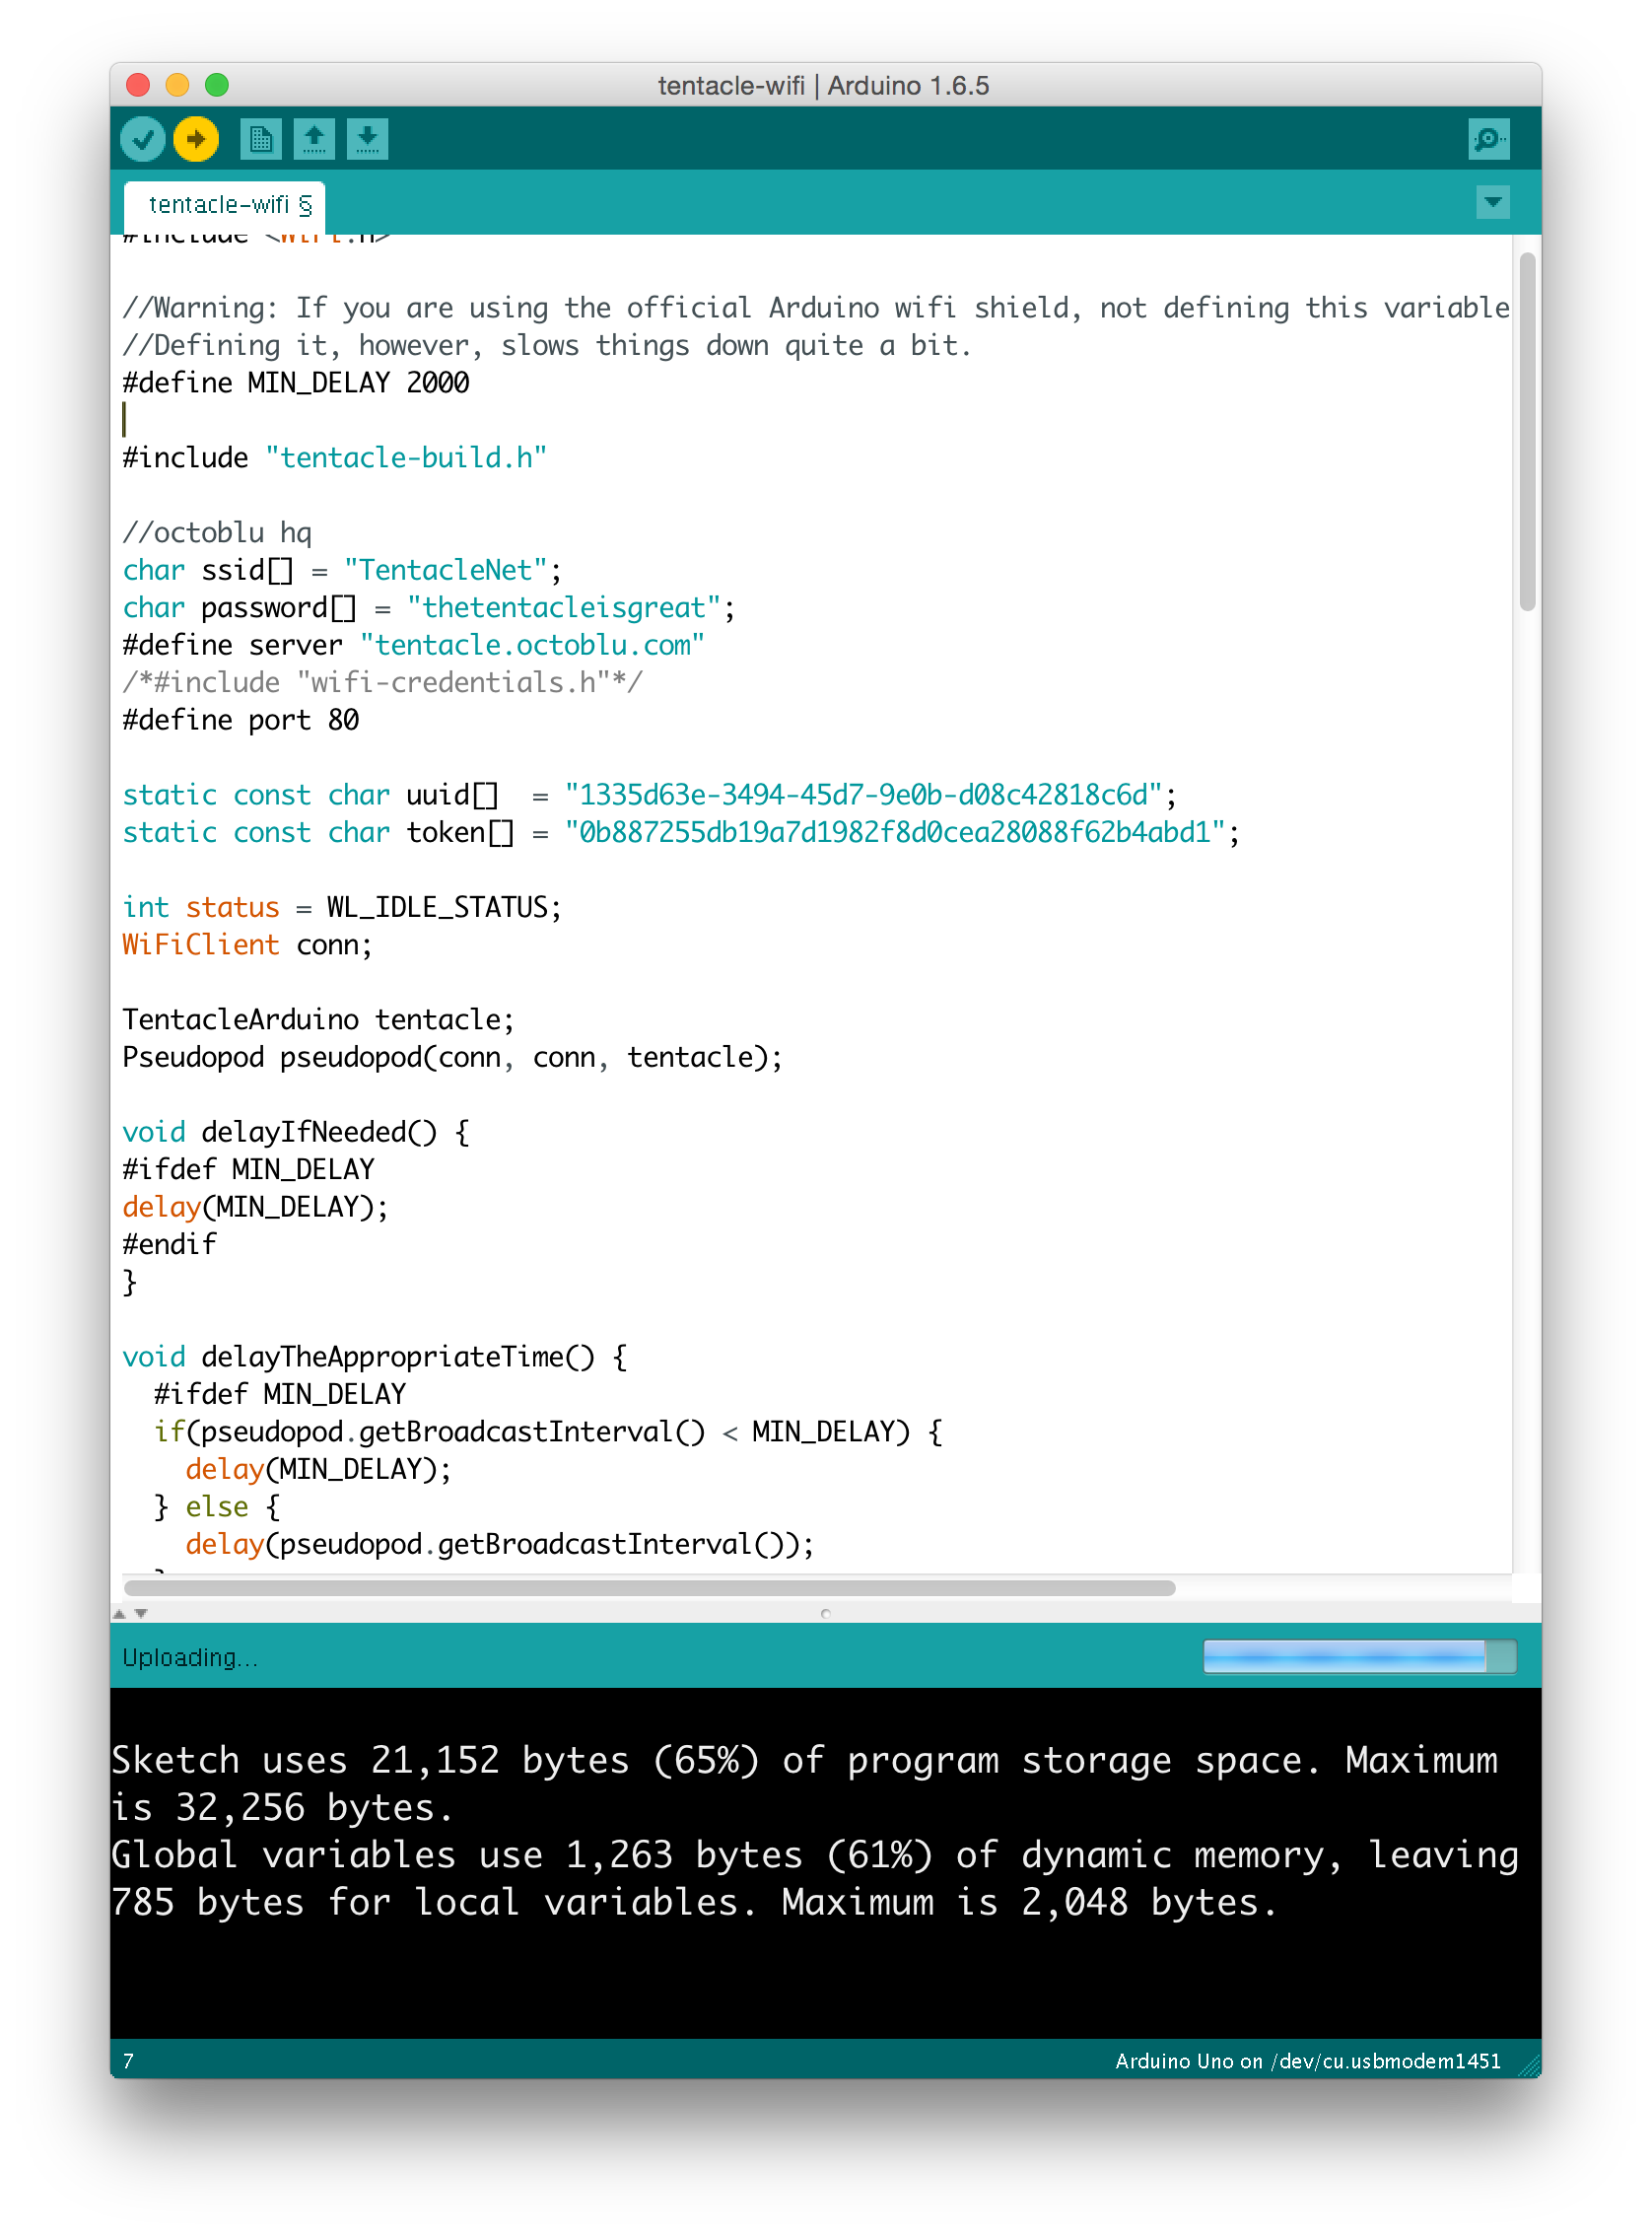 tentacle-wifi | Arduino 1.6.5
tentacle-wifi §
#include <WiFi.h>
//Warning: If you are using the official Arduino wifi shield, not defining this variable
//Defining it, however, slows things down quite a bit.
#define MIN_DELAY 2000
#include "tentacle-build.h"
//octoblu hq
char ssid[] = "TentacleNet";
char password[] = "thetentacleisgreat";
#define server "tentacle.octoblu.com"
/*#include "wifi-credentials.h"*/
#define port 80
static const char uuid[]  = "1335d63e-3494-45d7-9e0b-d08c42818c6d";
static const char token[] = "0b887255db19a7d1982f8d0cea28088f62b4abd1";
int status = WL_IDLE_STATUS;
WiFiClient conn;
TentacleArduino tentacle;
Pseudopod pseudopod(conn, conn, tentacle);
void delayIfNeeded() {
#ifdef MIN_DELAY
delay(MIN_DELAY);
#endif
}
void delayTheAppropriateTime() {
  #ifdef MIN_DELAY
  if(pseudopod.getBroadcastInterval() < MIN_DELAY) {
    delay(MIN_DELAY);
  } else {
    delay(pseudopod.getBroadcastInterval());
  }
Uploading...
Sketch uses 21,152 bytes (65%) of program storage space. Maximum
is 32,256 bytes.
Global variables use 1,263 bytes (61%) of dynamic memory, leaving
785 bytes for local variables. Maximum is 2,048 bytes.
7
Arduino Uno on /dev/cu.usbmodem1451